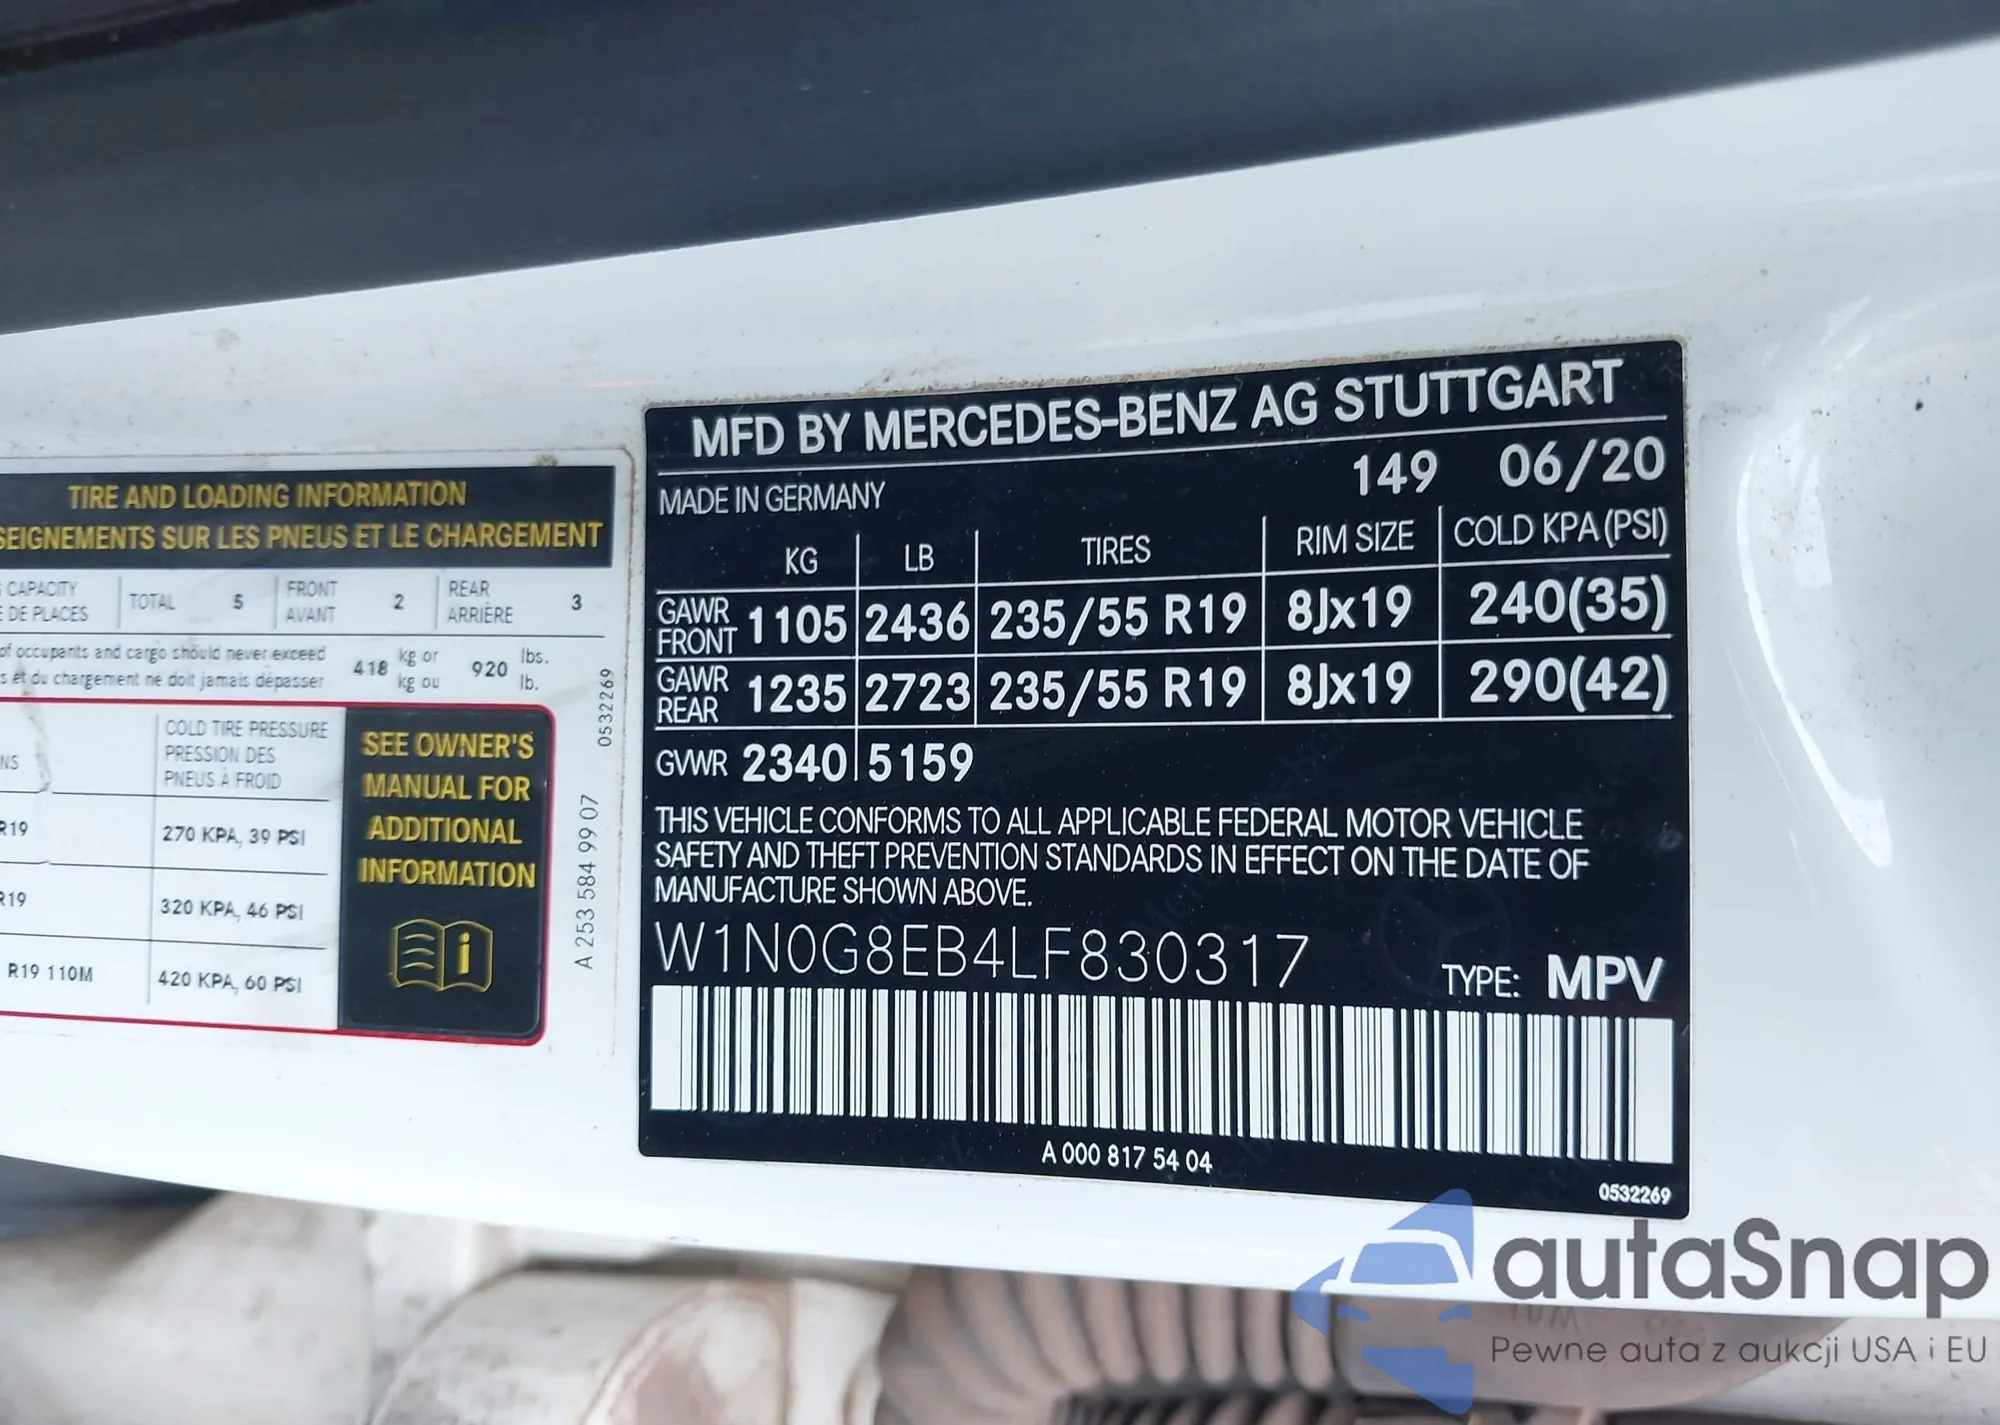 TIRE AND LOADING INFORMATION
SEIGNEMENTS SUR LES PNEUS ET LE CHARGEMENT
CAPACITY
DE PLACES
TOTAL 5
FRONT
AVANT
2
REAR
ARRIÈRE
3
of occupants and cargo should never exceed
s et du chargement ne doit jamais dépasser
418 kg or
kg ou
920 lbs.
lb.
NS
COLD TIRE PRESSURE
PRESSION DES
PNEUS À FROID
R19 270 KPA, 39 PSI
R19 320 KPA, 46 PSI
R19 110M 420 KPA, 60 PSI
SEE OWNER'S
MANUAL FOR
ADDITIONAL
INFORMATION
i
0532269
A 253 584 99 07
MFD BY MERCEDES-BENZ AG STUTTGART
MADE IN GERMANY 149 06/20
KG LB TIRES RIM SIZE COLD KPA (PSI)
GAWR
FRONT
1105 2436 235/55 R19 8Jx19 240(35)
GAWR
REAR
1235 2723 235/55 R19 8Jx19 290(42)
GVWR 2340 5159
THIS VEHICLE CONFORMS TO ALL APPLICABLE FEDERAL MOTOR VEHICLE
SAFETY AND THEFT PREVENTION STANDARDS IN EFFECT ON THE DATE OF
MANUFACTURE SHOWN ABOVE.
W1N0G8EB4LF830317 TYPE: MPV
A 000 817 54 04
0532269
autaSnap
Pewne auta z aukcji USA i EU